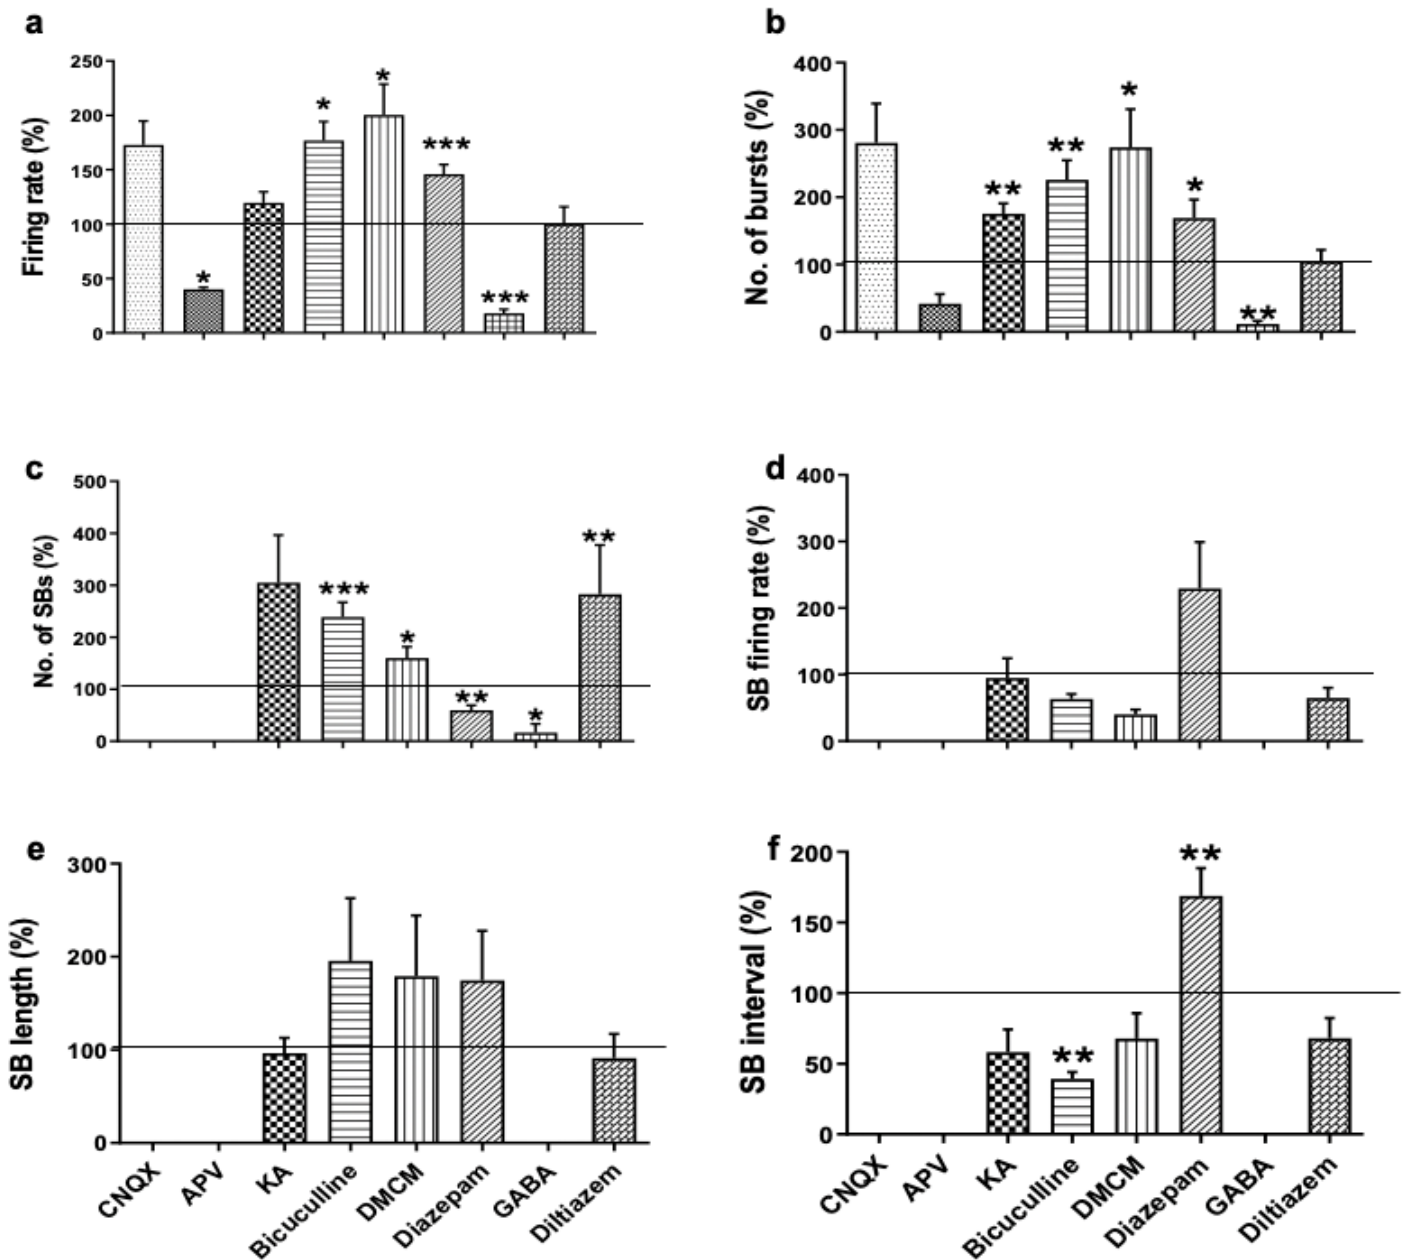 a
Firing rate (%)
250
200
150
100
50
0
*
*
*
***
***
b
No. of bursts (%)
400
300
200
100
0
**
**
*
*
**
c
No. of SBs (%)
500
400
300
200
100
0
***
*
**
*
**
d
SB firing rate (%)
400
300
200
100
0
e
SB length (%)
300
200
100
0
CNQX
APV
KA
Bicuculline
DMCM
Diazepam
GABA
Diltiazem
f
SB interval (%)
200
150
100
50
0
**
**
CNQX
APV
KA
Bicuculline
DMCM
Diazepam
GABA
Diltiazem